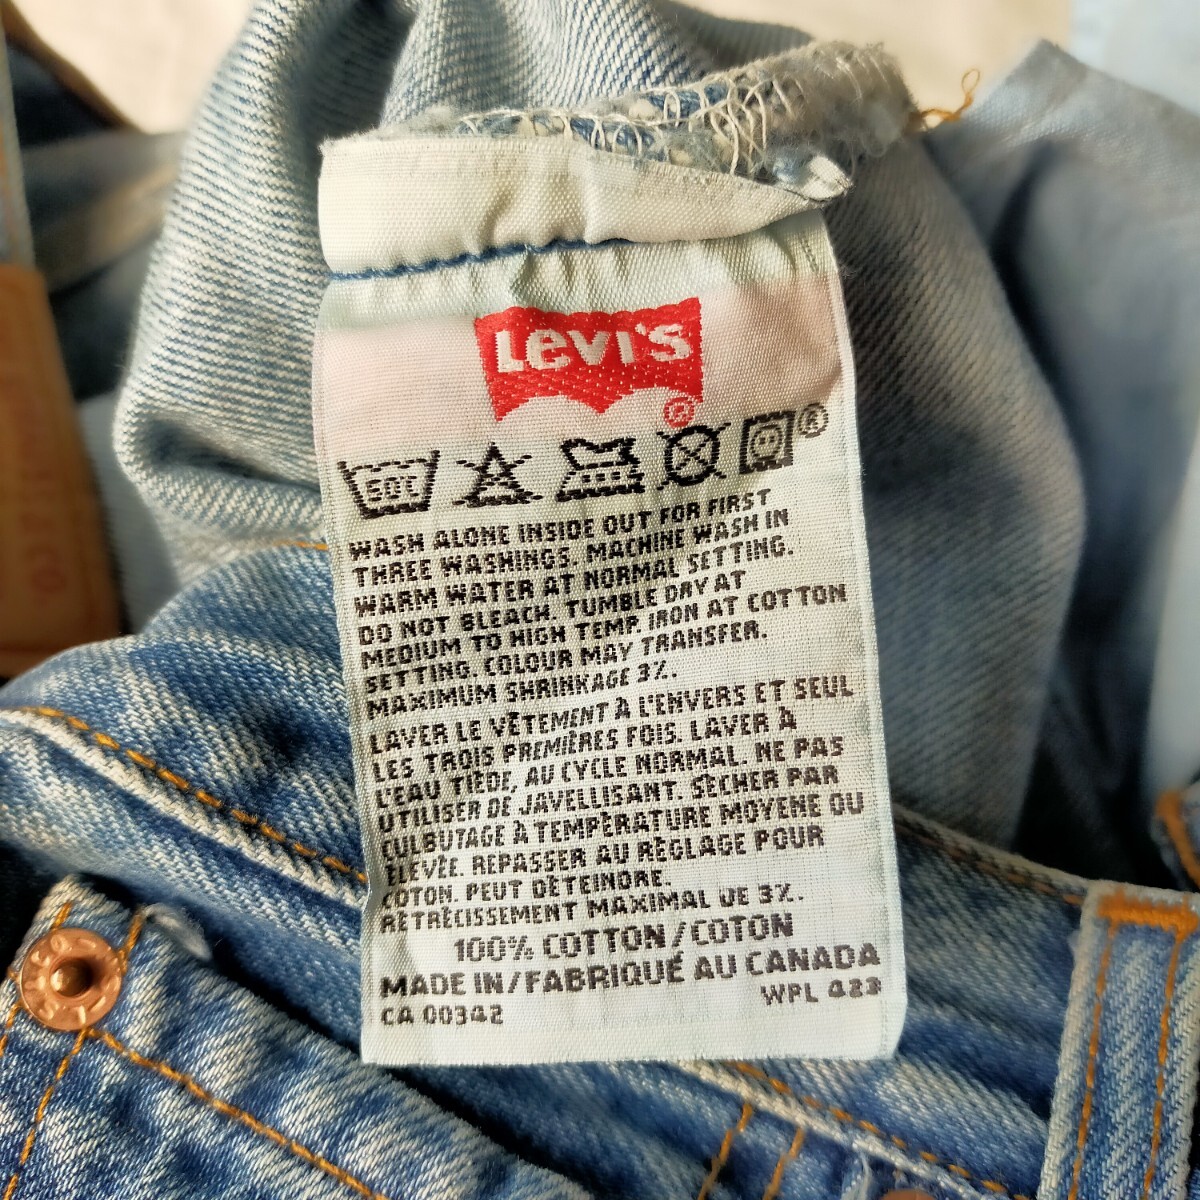 Levi's
®
50C
®
WASH ALONE INSIDE OUT FOR FIRST
THREE WASHINGS. MACHINE WASH IN
WARM WATER AT NORMAL SETTING.
DO NOT BLEACH. TUMBLE DRY AT
MEDIUM TO HIGH TEMP. IRON AT COTTON
SETTING. COLOUR MAY TRANSFER.
MAXIMUM SHRINKAGE 3%.
LAVER LE VÊTEMENT À L'ENVERS ET SEUL
LES TROIS PREMIÈRES FOIS. LAVER À
L'EAU TIÈDE, AU CYCLE NORMAL. NE PAS
UTILISER DE JAVELLISANT. SÊCHER PAR
CULBUTAGE À TEMPÉRATURE MOYENE OU
ÉLEVÉE. REPASSER AU RÈGLAGE POUR
COTON. PEUT DÉTEINDRE.
RÉTRÉCISSEMENT MAXIMAL DE 3%.
100% COTTON/COTON
MADE IN/FABRIQUÉ AU CANADA
CA 00342 WPL 423